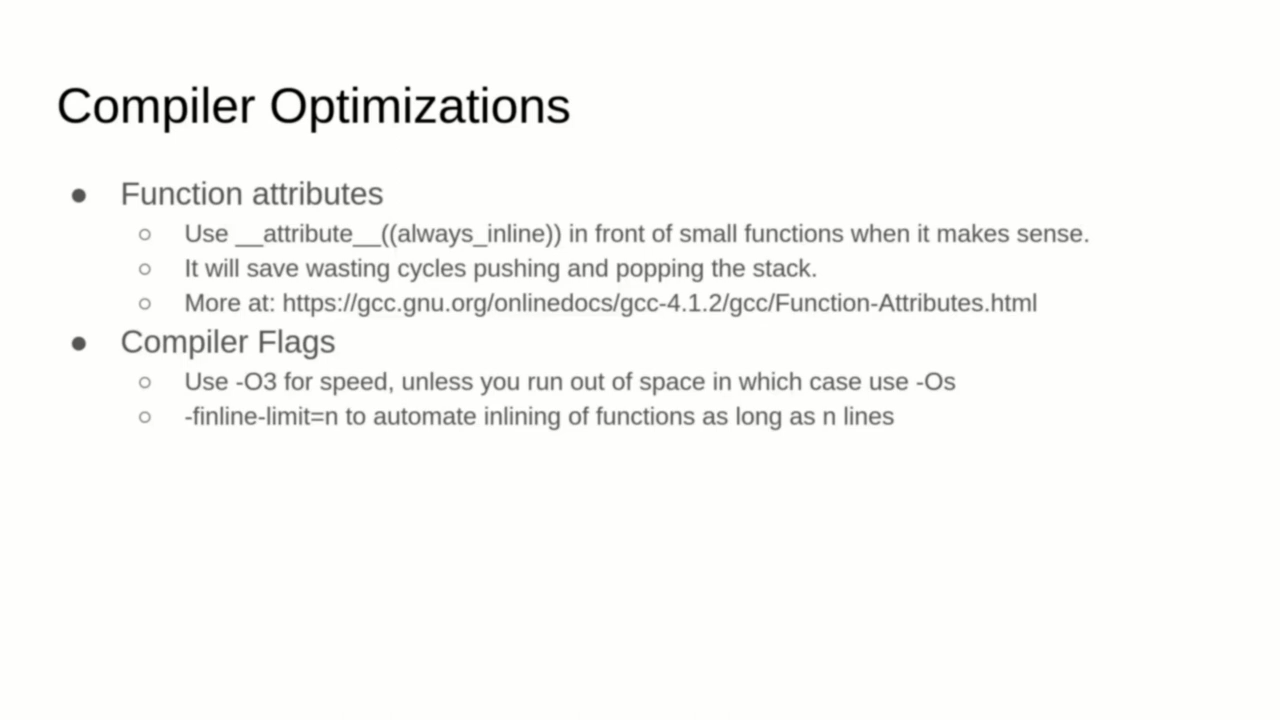 Compiler Optimizations
● Function attributes
○ Use __attribute__((always_inline)) in front of small functions when it makes sense.
○ It will save wasting cycles pushing and popping the stack.
○ More at: https://gcc.gnu.org/onlinedocs/gcc-4.1.2/gcc/Function-Attributes.html
● Compiler Flags
○ Use -O3 for speed, unless you run out of space in which case use -Os
○ -finline-limit=n to automate inlining of functions as long as n lines